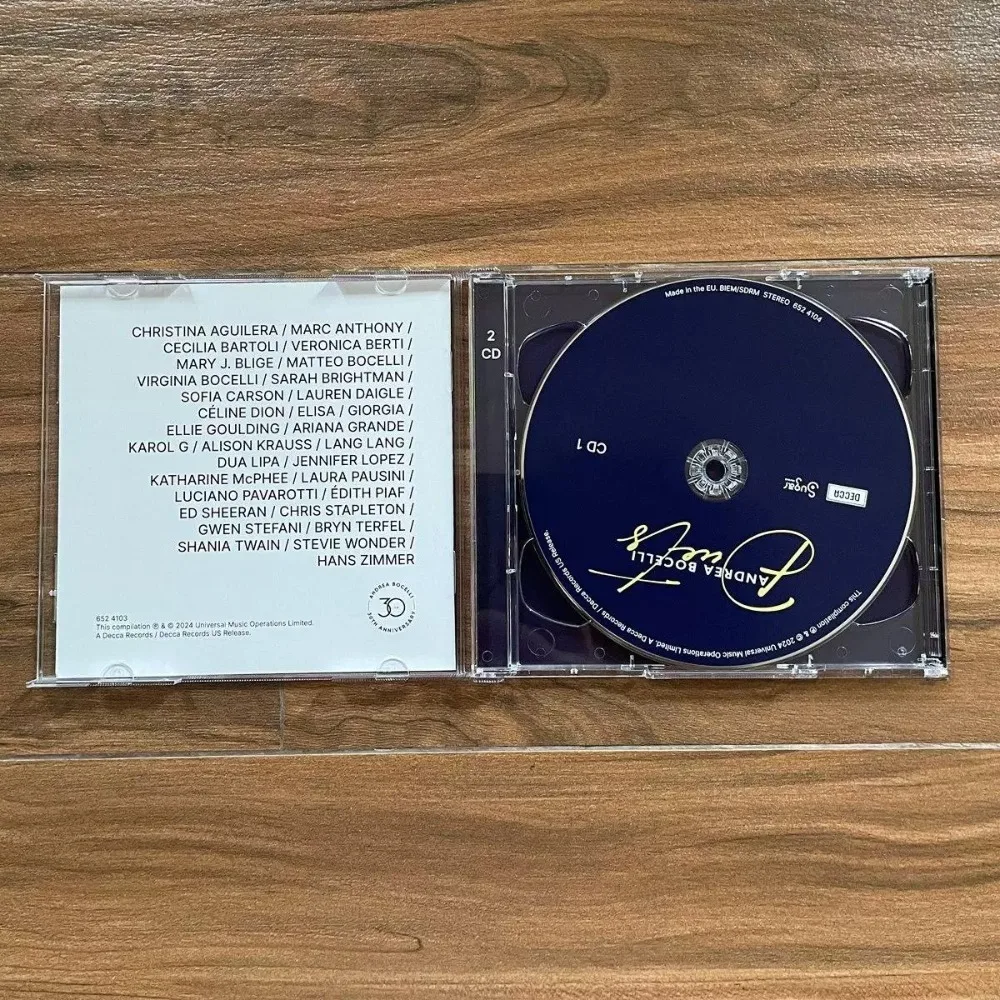 CHRISTINA AGUILERA / MARC ANTHONY /
CECILIA BARTOLI / VERONICA BERTI /
MARY J. BLIGE / MATTEO BOCELLI /
VIRGINIA BOCELLI / SARAH BRIGHTMAN /
SOFIA CARSON / LAUREN DAIGLE /
CÉLINE DION / ELISA / GIORGIA /
ELLIE GOULDING / ARIANA GRANDE /
KAROL G / ALISON KRAUSS / LANG LANG /
DUA LIPA / JENNIFER LOPEZ /
KATHARINE McPHEE / LAURA PAUSINI /
LUCIANO PAVAROTTI / ÉDITH PIAF /
ED SHEERAN / CHRIS STAPLETON /
GWEN STEFANI / BRYN TERFEL /
SHANIA TWAIN / STEVIE WONDER /
HANS ZIMMER
ANDREA BOCELLI
30
30TH ANNIVERSARY
652 4103
This compilation ℗ & © 2024 Universal Music Operations Limited.
A Decca Records / Decca Records US Release.
2
CD
Made in the EU. BIEM/SDRM STEREO 652 4104
CD 1
Sugar
DECCA
ANDREA BOCELLI
Duets
This compilation ℗ & © 2024 Universal Music Operations Limited. A Decca Records / Decca Records US Release.